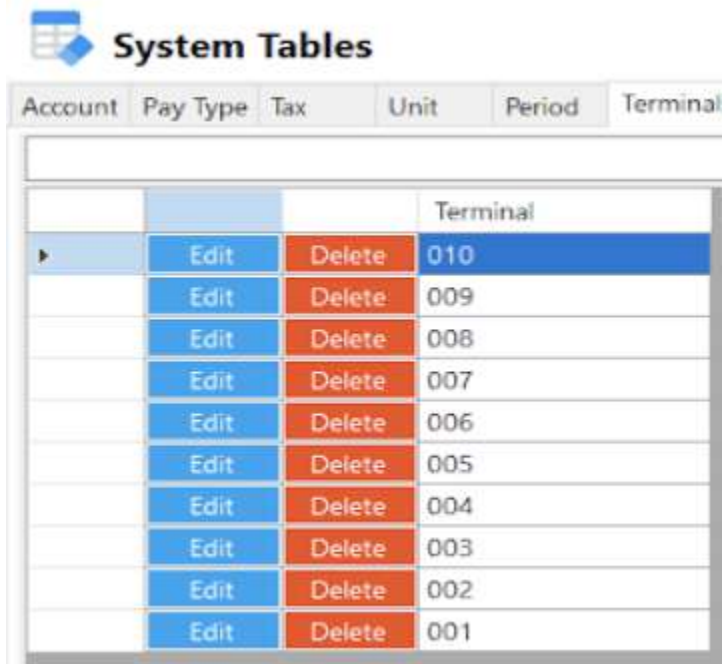 System Tables
Account Pay Type Tax Unit Period Terminal
Terminal
Edit Delete 010
Edit Delete 009
Edit Delete 008
Edit Delete 007
Edit Delete 006
Edit Delete 005
Edit Delete 004
Edit Delete 003
Edit Delete 002
Edit Delete 001